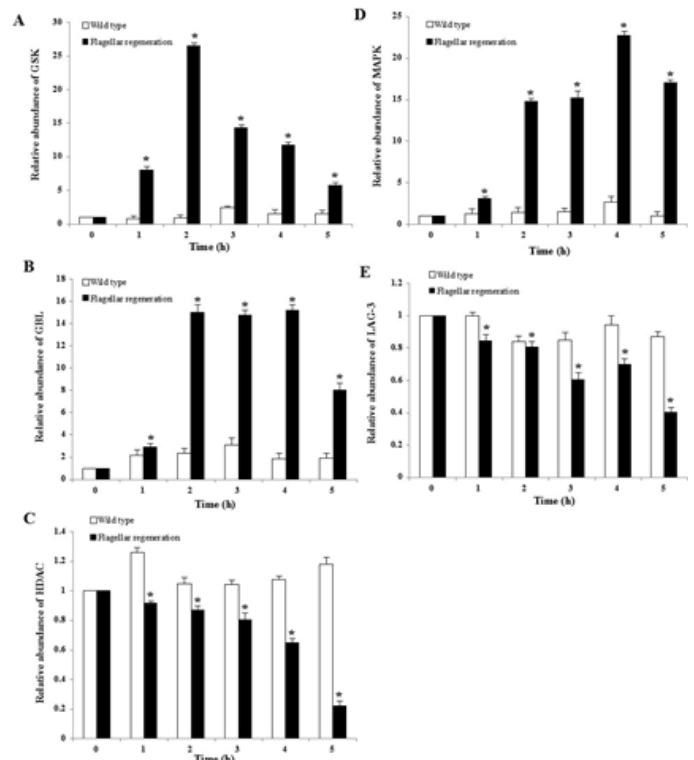 A
Wild type
Flagellar regeneration
Relative abundance of GSK
30
25
20
15
10
5
0
*
*
*
*
*
0 1 2 3 4 5
Time (h)
B
Wild type
Flagellar regeneration
Relative abundance of GBL
18
16
14
12
10
8
6
4
2
0
*
*
*
*
*
0 1 2 3 4 5
Time (h)
C
Wild type
Flagellar regeneration
Relative abundance of HDAC
1.4
1.2
1
0.8
0.6
0.4
0.2
0
*
*
*
*
*
0 1 2 3 4 5
Time (h)
D
Wild type
Flagellar regeneration
Relative abundance of MAPK
25
20
15
10
5
0
*
*
*
*
*
0 1 2 3 4 5
Time (h)
E
Wild type
Flagellar regeneration
Relative abundance of LAG-3
1.2
1
0.8
0.6
0.4
0.2
0
*
*
*
*
*
0 1 2 3 4 5
Time (h)